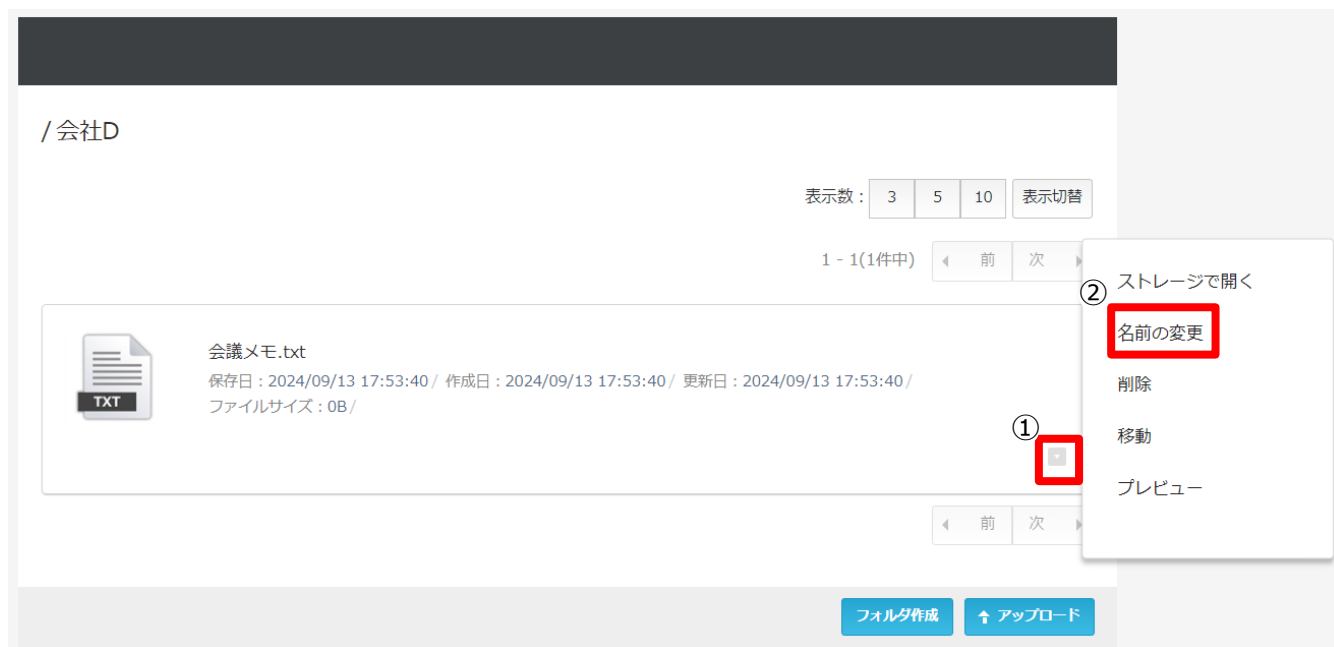 / 会社D
表示数： 3 5 10 表示切替
1 - 1(1件中) 前 次
ストレージで開く
②
名前の変更
会議メモ.txt
保存日：2024/09/13 17:53:40 / 作成日：2024/09/13 17:53:40 / 更新日：2024/09/13 17:53:40 /
ファイルサイズ：0B /
TXT
削除
①
移動
プレビュー
前 次
フォルダ作成 アップロード